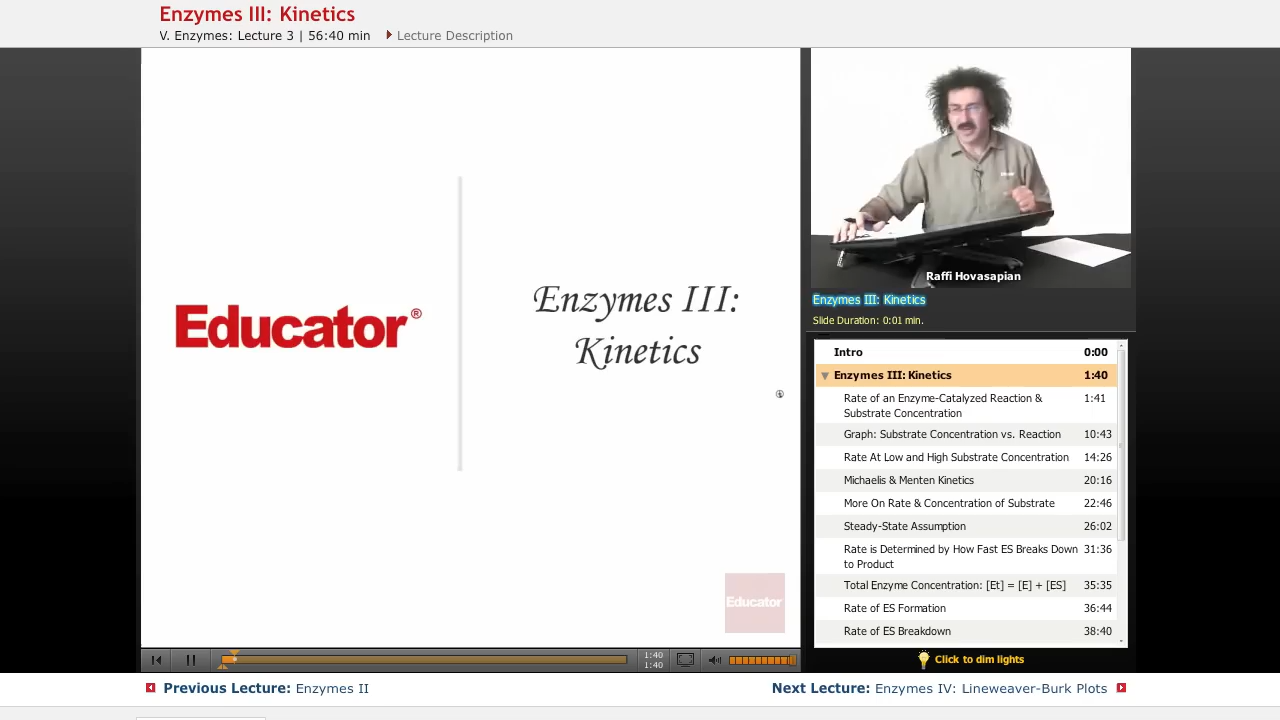 Enzymes III: Kinetics
V. Enzymes: Lecture 3 | 56:40 min
Lecture Description
Educator®
Enzymes III:
Kinetics
Educator
Raffi Hovasapian
Enzymes III: Kinetics
Slide Duration: 0:01 min.
Intro 0:00
Enzymes III: Kinetics 1:40
Rate of an Enzyme-Catalyzed Reaction & 1:41
Substrate Concentration
Graph: Substrate Concentration vs. Reaction 10:43
Rate At Low and High Substrate Concentration 14:26
Michaelis & Menten Kinetics 20:16
More On Rate & Concentration of Substrate 22:46
Steady-State Assumption 26:02
Rate is Determined by How Fast ES Breaks Down 31:36
to Product
Total Enzyme Concentration: [Et] = [E] + [ES] 35:35
Rate of ES Formation 36:44
Rate of ES Breakdown 38:40
1:40
1:40
Click to dim lights
Previous Lecture: Enzymes II
Next Lecture: Enzymes IV: Lineweaver-Burk Plots